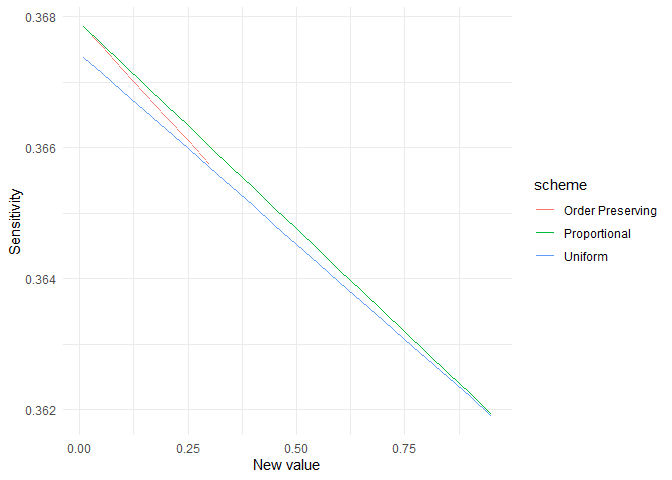 0.368
0.366
0.364
0.362
Sensitivity
0.00 0.25 0.50 0.75
New value
scheme
Order Preserving
Proportional
Uniform